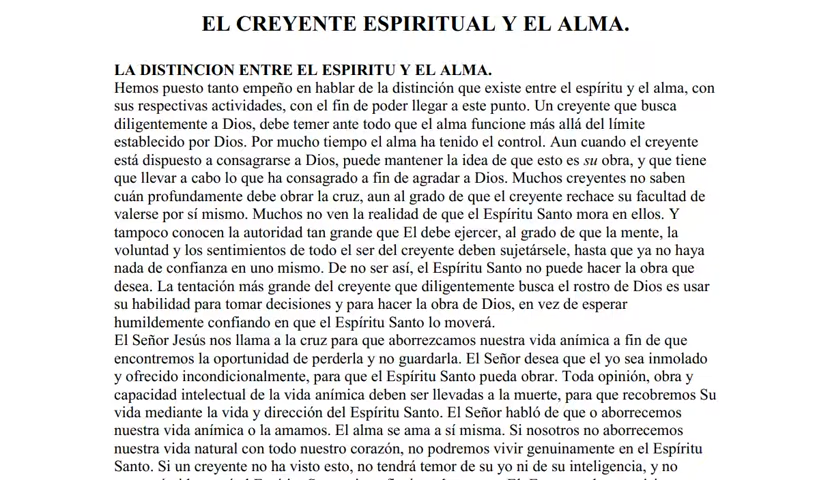 EL CREYENTE ESPIRITUAL Y EL ALMA.
LA DISTINCION ENTRE EL ESPIRITU Y EL ALMA.
Hemos puesto tanto empeño en hablar de la distinción que existe entre el espíritu y el alma, con
sus respectivas actividades, con el fin de poder llegar a este punto. Un creyente que busca
diligentemente a Dios, debe temer ante todo que el alma funcione más allá del límite
establecido por Dios. Por mucho tiempo el alma ha tenido el control. Aun cuando el creyente
está dispuesto a consagrarse a Dios, puede mantener la idea de que esto es su obra, y que tiene
que llevar a cabo lo que ha consagrado a fin de agradar a Dios. Muchos creyentes no saben
cuán profundamente debe obrar la cruz, aun al grado de que el creyente rechace su facultad de
valerse por sí mismo. Muchos no ven la realidad de que el Espíritu Santo mora en ellos. Y
tampoco conocen la autoridad tan grande que El debe ejercer, al grado de que la mente, la
voluntad y los sentimientos de todo el ser del creyente deben sujetársele, hasta que ya no haya
nada de confianza en uno mismo. De no ser así, el Espíritu Santo no puede hacer la obra que
desea. La tentación más grande del creyente que diligentemente busca el rostro de Dios es usar
su habilidad para tomar decisiones y para hacer la obra de Dios, en vez de esperar
humildemente confiando en que el Espíritu Santo lo moverá.
El Señor Jesús nos llama a la cruz para que aborrezcamos nuestra vida anímica a fin de que
encontremos la oportunidad de perderla y no guardarla. El Señor desea que el yo sea inmolado
y ofrecido incondicionalmente, para que el Espíritu Santo pueda obrar. Toda opinión, obra y
capacidad intelectual de la vida anímica deben ser llevadas a la muerte, para que recobremos Su
vida mediante la vida y dirección del Espíritu Santo. El Señor habló de que o aborrecemos
nuestra vida anímica o la amamos. El alma se ama a sí misma. Si nosotros no aborrecemos
nuestra vida natural con todo nuestro corazón, no podremos vivir genuinamente en el Espíritu
Santo. Si un creyente no ha visto esto, no tendrá temor de su yo ni de su inteligencia, y no